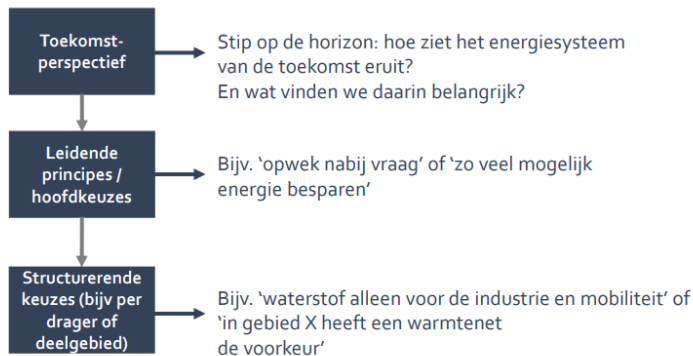 Toekomst-
perspectief
Stip op de horizon: hoe ziet het energiesysteem
van de toekomst eruit?
En wat vinden we daarin belangrijk?
Leidende
principes /
hoofdkeuzes
Bijv. ‘opwek nabij vraag’ of ‘zo veel mogelijk
energie besparen’
Structurerende
keuzes (bijv per
drager of
deelgebied)
Bijv. ‘waterstof alleen voor de industrie en mobiliteit’ of
‘in gebied X heeft een warmtenet
de voorkeur’